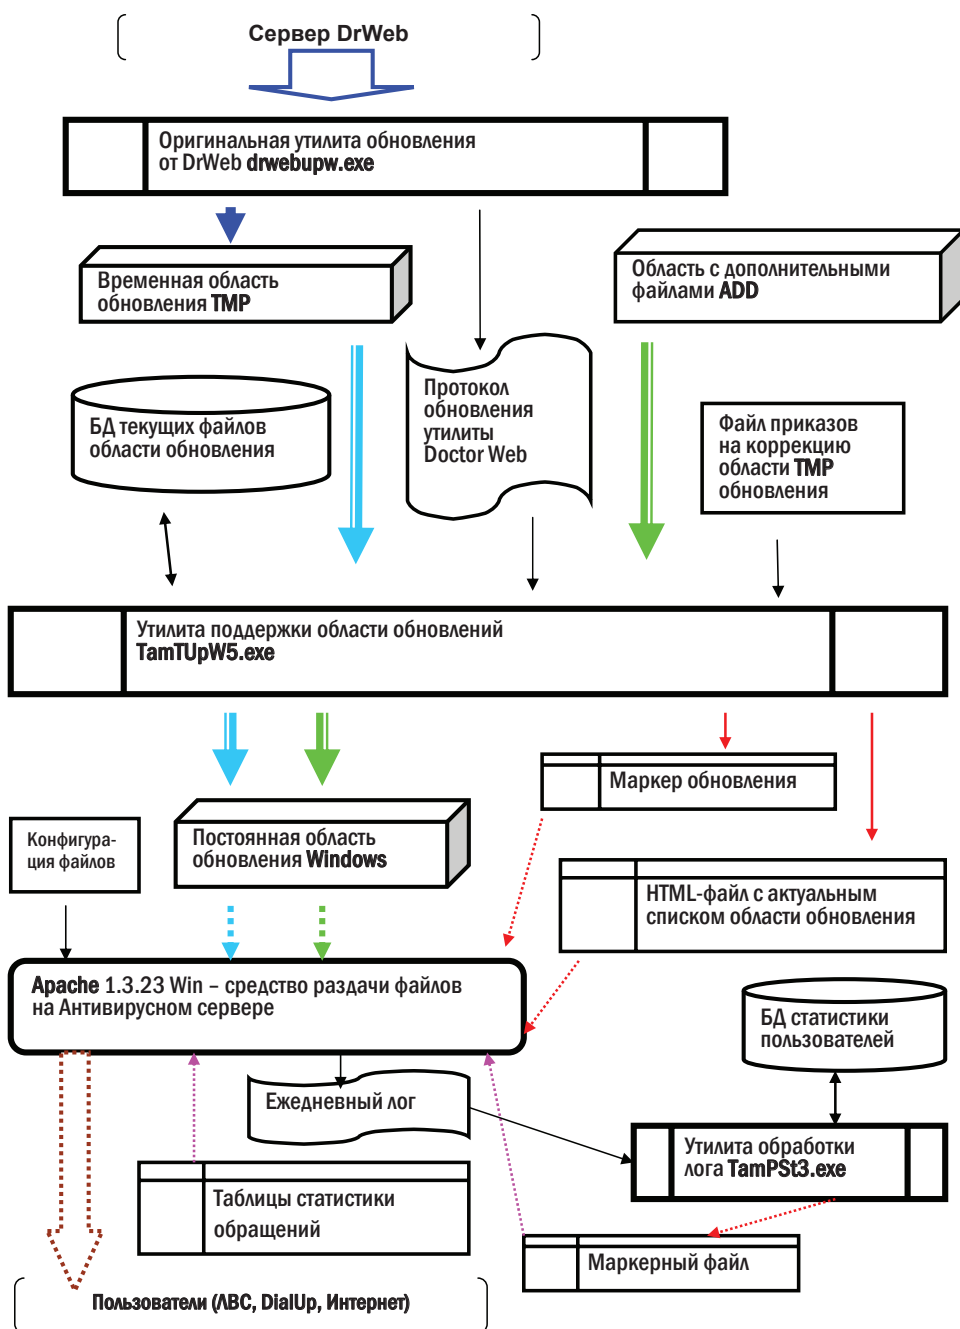 Сервер DrWeb
Оригинальная утилита обновления
от DrWeb drwebupw.exe
Временная область
обновления TMP
Область с дополнительными
файлами ADD
БД текущих файлов
области обновления
Протокол
обновления
утилиты
Doctor Web
Файл приказов
на коррекцию
области TMP
обновления
Утилита поддержки области обновлений
TamTUpW5.exe
Маркер обновления
Конфигура-
ция файлов
Постоянная область
обновления Windows
HTML-файл с актуальным
списком области обновления
Apache 1.3.23 Win – средство раздачи файлов
на Антивирусном сервере
БД статистики
пользователей
Ежедневный лог
Утилита обработки
лога TamPSt3.exe
Таблицы статистики
обращений
Маркерный файл
Пользователи (ЛВС, DialUp, Интернет)